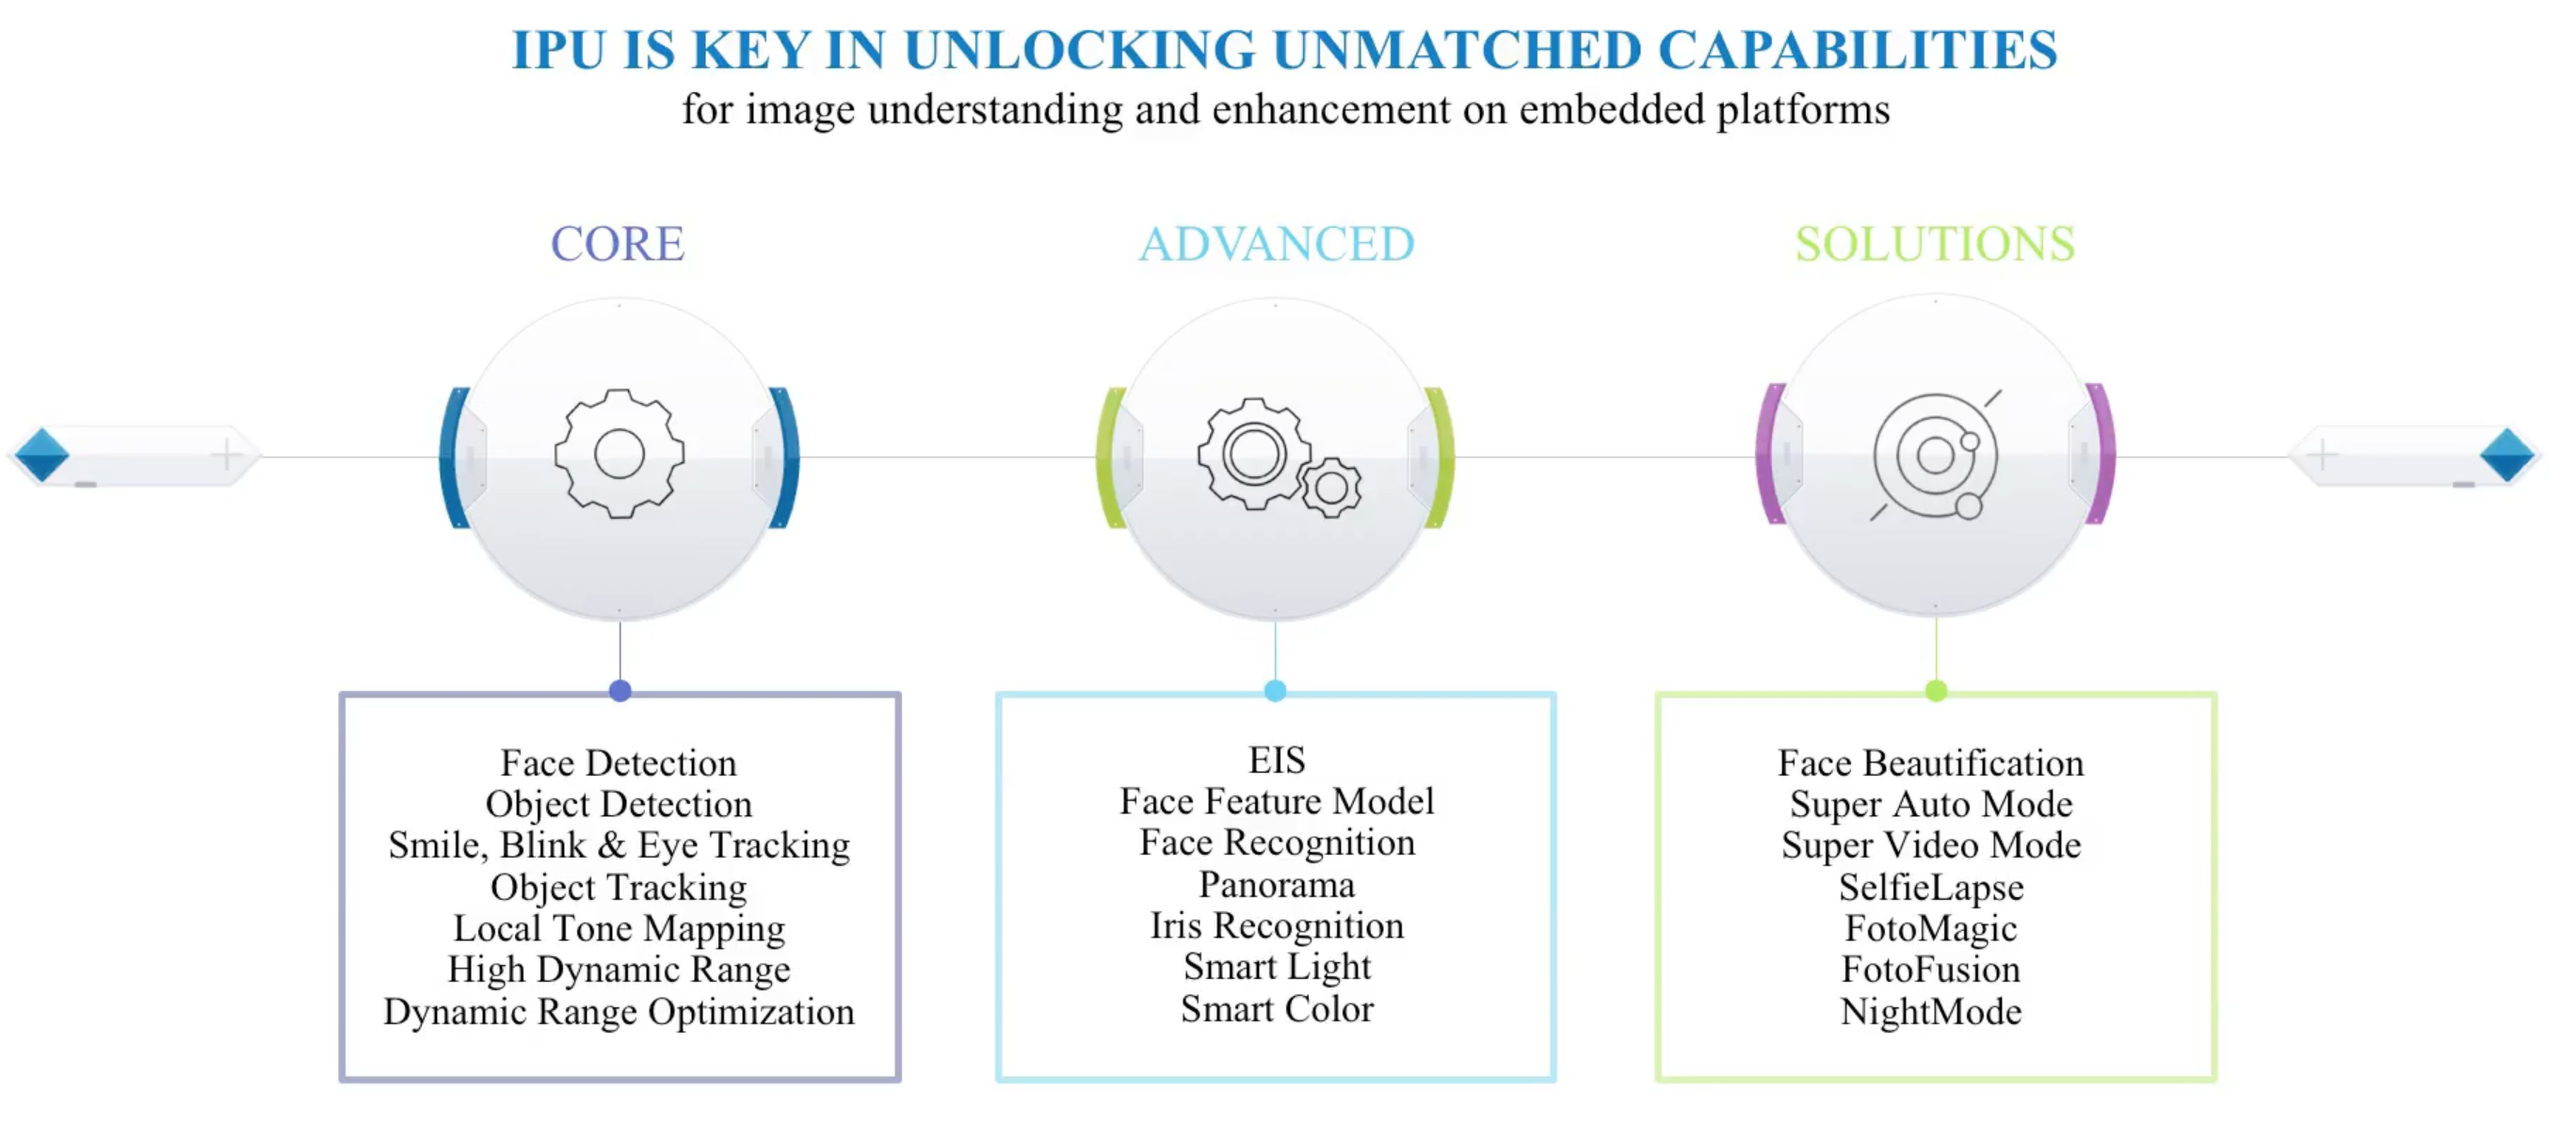 IPU IS KEY IN UNLOCKING UNMATCHED CAPABILITIES
for image understanding and enhancement on embedded platforms
CORE
Face Detection
Object Detection
Smile, Blink & Eye Tracking
Object Tracking
Local Tone Mapping
High Dynamic Range
Dynamic Range Optimization
ADVANCED
EIS
Face Feature Model
Face Recognition
Panorama
Iris Recognition
Smart Light
Smart Color
SOLUTIONS
Face Beautification
Super Auto Mode
Super Video Mode
SelfieLapse
FotoMagic
FotoFusion
NightMode